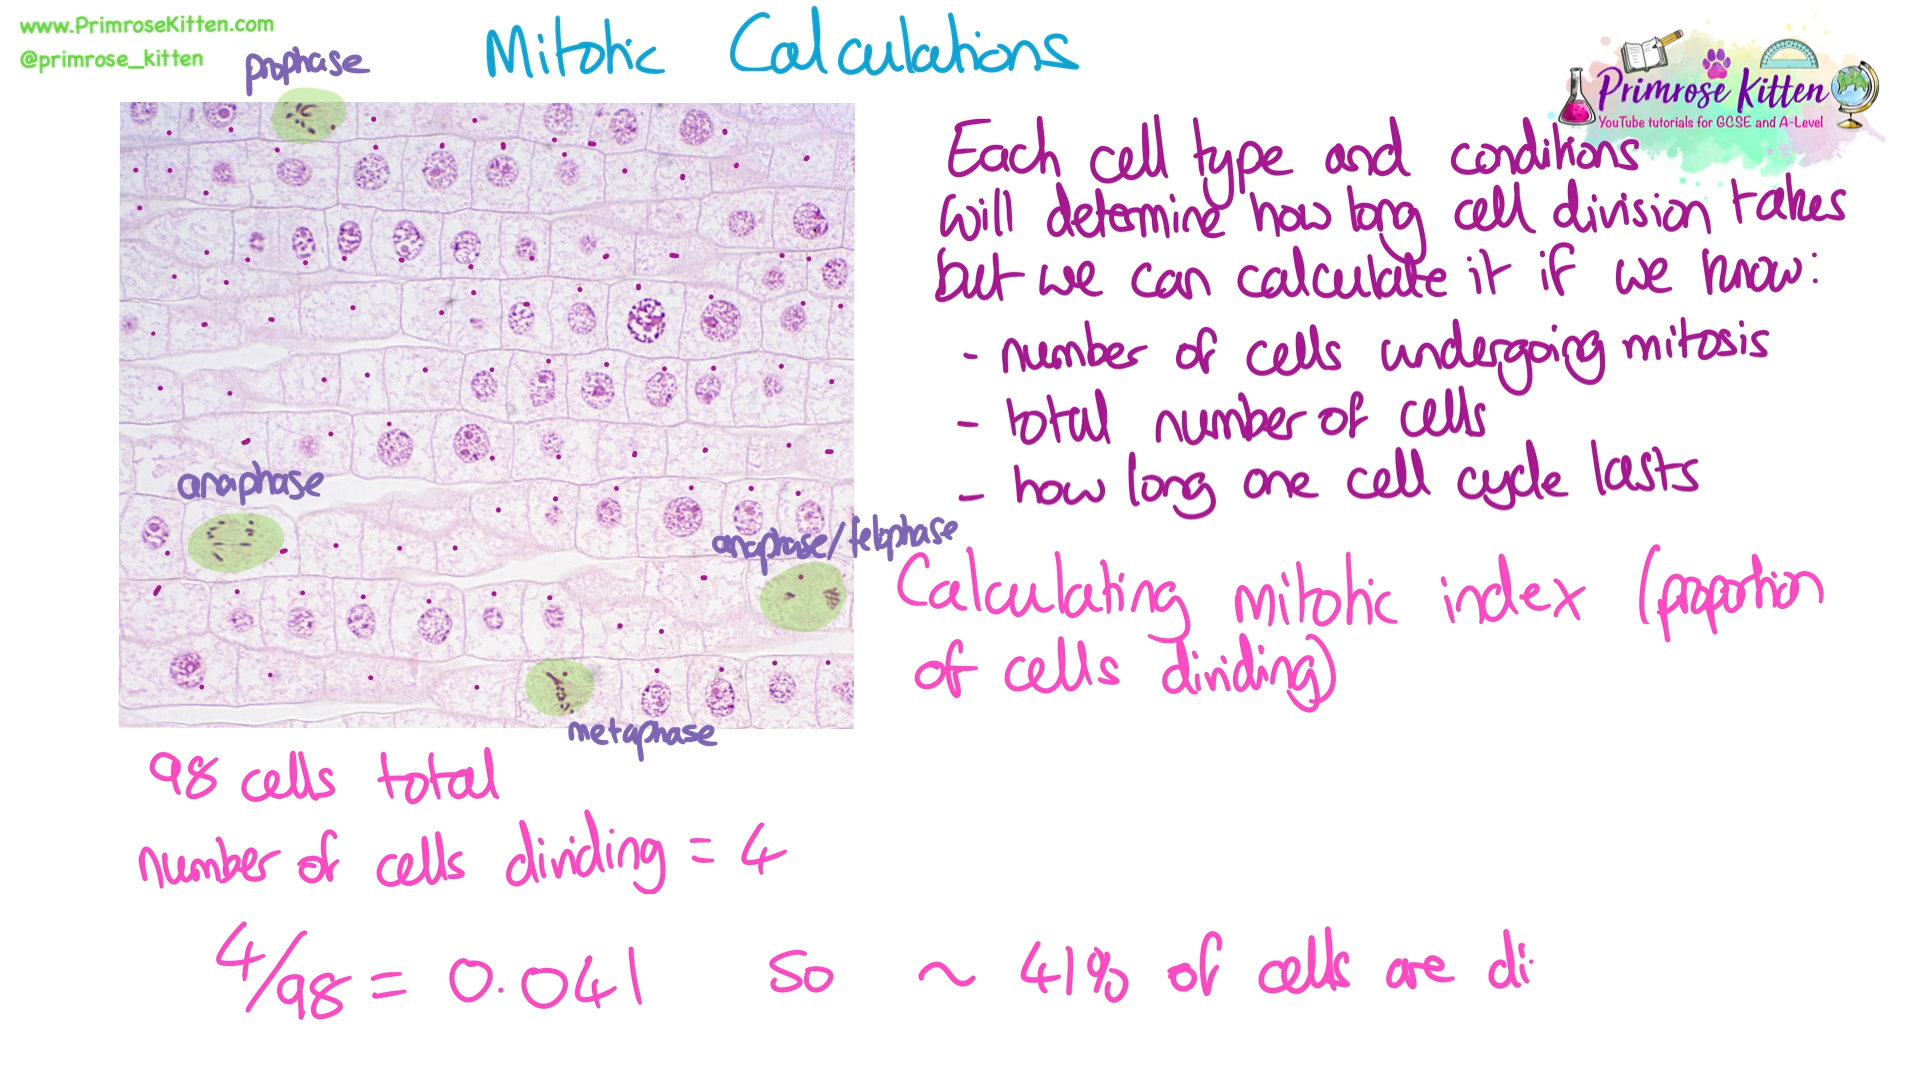 www.PrimroseKitten.com
@primrose_kitten
Mitotic Calculations
Primrose Kitten
YouTube tutorials for GCSE and A-Level
prophase
anaphase
anaphase/telophase
metaphase
Each cell type and conditions
will determine how long cell division takes
but we can calculate it if we know:
- number of cells undergoing mitosis
- total number of cells
- how long one cell cycle lasts
Calculating mitotic index (proportion
of cells dividing)
98 cells total
number of cells dividing = 4
4/98 = 0.041 so ~ 41% of cells are di